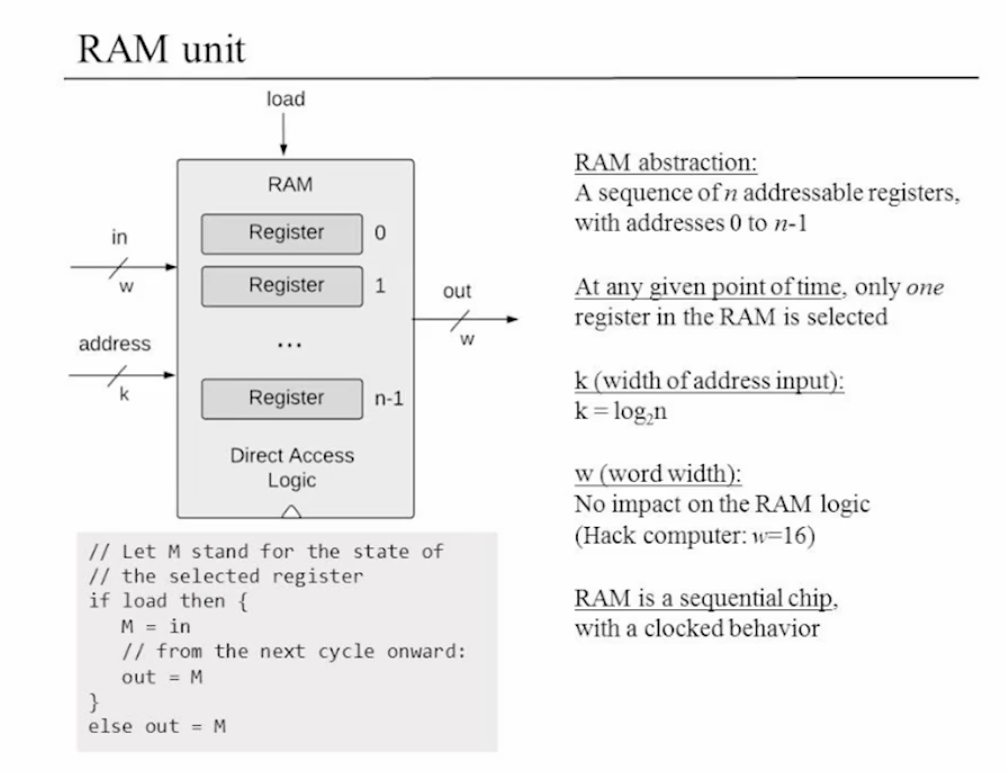 RAM unit
load
RAM
Register 0
in
w
Register 1
out
w
address
k
...
Register n-1
Direct Access
Logic
// Let M stand for the state of
// the selected register
if load then {
M = in
// from the next cycle onward:
out = M
}
else out = M
RAM abstraction:
A sequence of n addressable registers,
with addresses 0 to n-1
At any given point of time, only one
register in the RAM is selected
k (width of address input):
k = log₂n
w (word width):
No impact on the RAM logic
(Hack computer: w=16)
RAM is a sequential chip,
with a clocked behavior